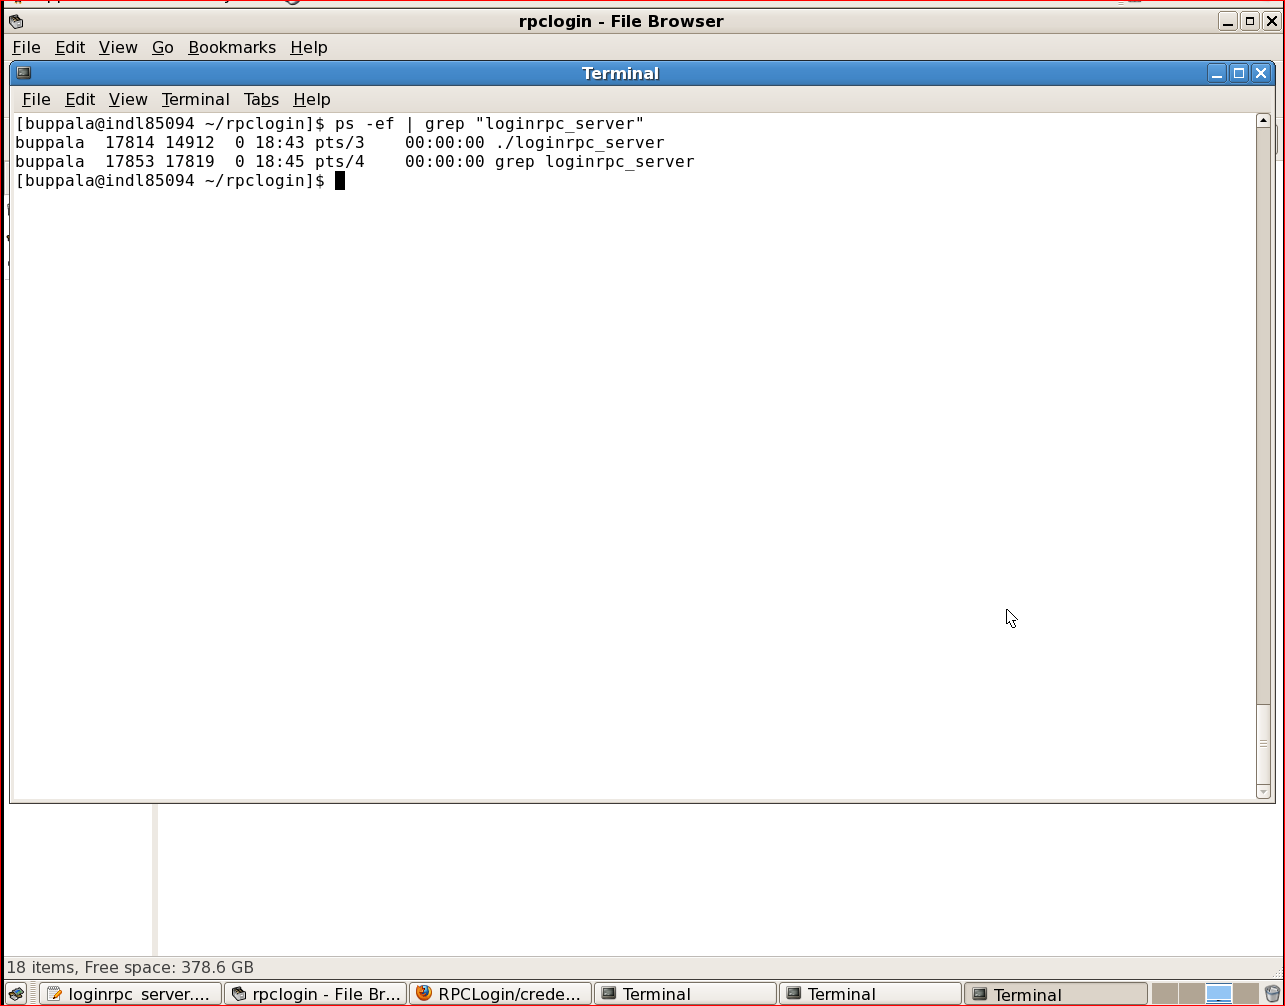 rpclogin - File Browser
File Edit View Go Bookmarks Help
Terminal
File Edit View Terminal Tabs Help
[buppala@indl85094 ~/rpclogin]$ ps -ef | grep "loginrpc_server"
buppala  17814 14912  0 18:43 pts/3    00:00:00 ./loginrpc_server
buppala  17853 17819  0 18:45 pts/4    00:00:00 grep loginrpc_server
[buppala@indl85094 ~/rpclogin]$
18 items, Free space: 378.6 GB
loginrpc_server.... rpclogin - File Br... RPCLogin/crede... Terminal Terminal Terminal